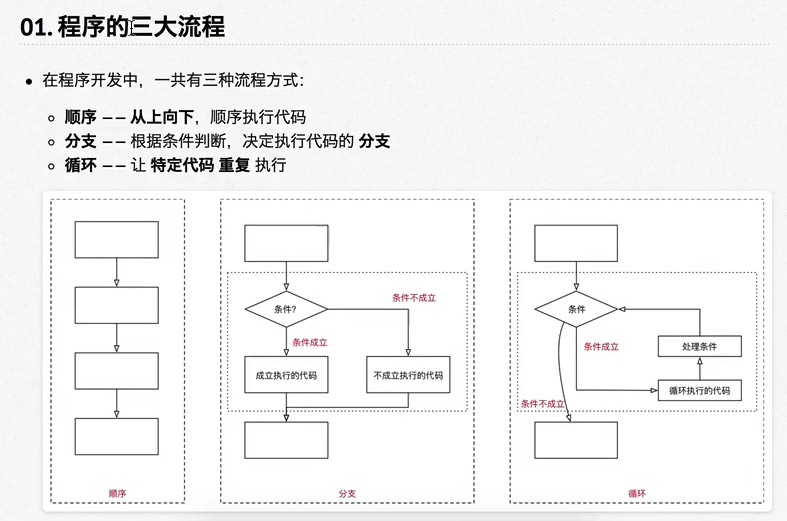 01. 程序的三大流程
在程序开发中，一共有三种流程方式：
顺序 —— 从上向下，顺序执行代码
分支 —— 根据条件判断，决定执行代码的 分支
循环 —— 让 特定代码 重复 执行
条件?
条件不成立
条件成立
成立执行的代码
不成立执行的代码
条件
条件成立
处理条件
循环执行的代码
条件不成立
顺序
分支
循环